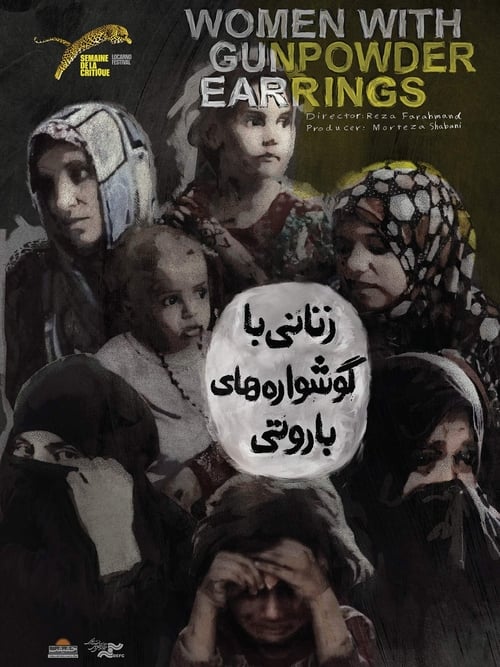 WOMEN WITH
GUNPOWDER
EARRINGS
Director: Reza Farahmand
Producer: Morteza Shabani
SEMAINE
DE LA
CRITIQUE
LOCARNO
FESTIVAL
زنانی با
گوشواره‌های
باروتی